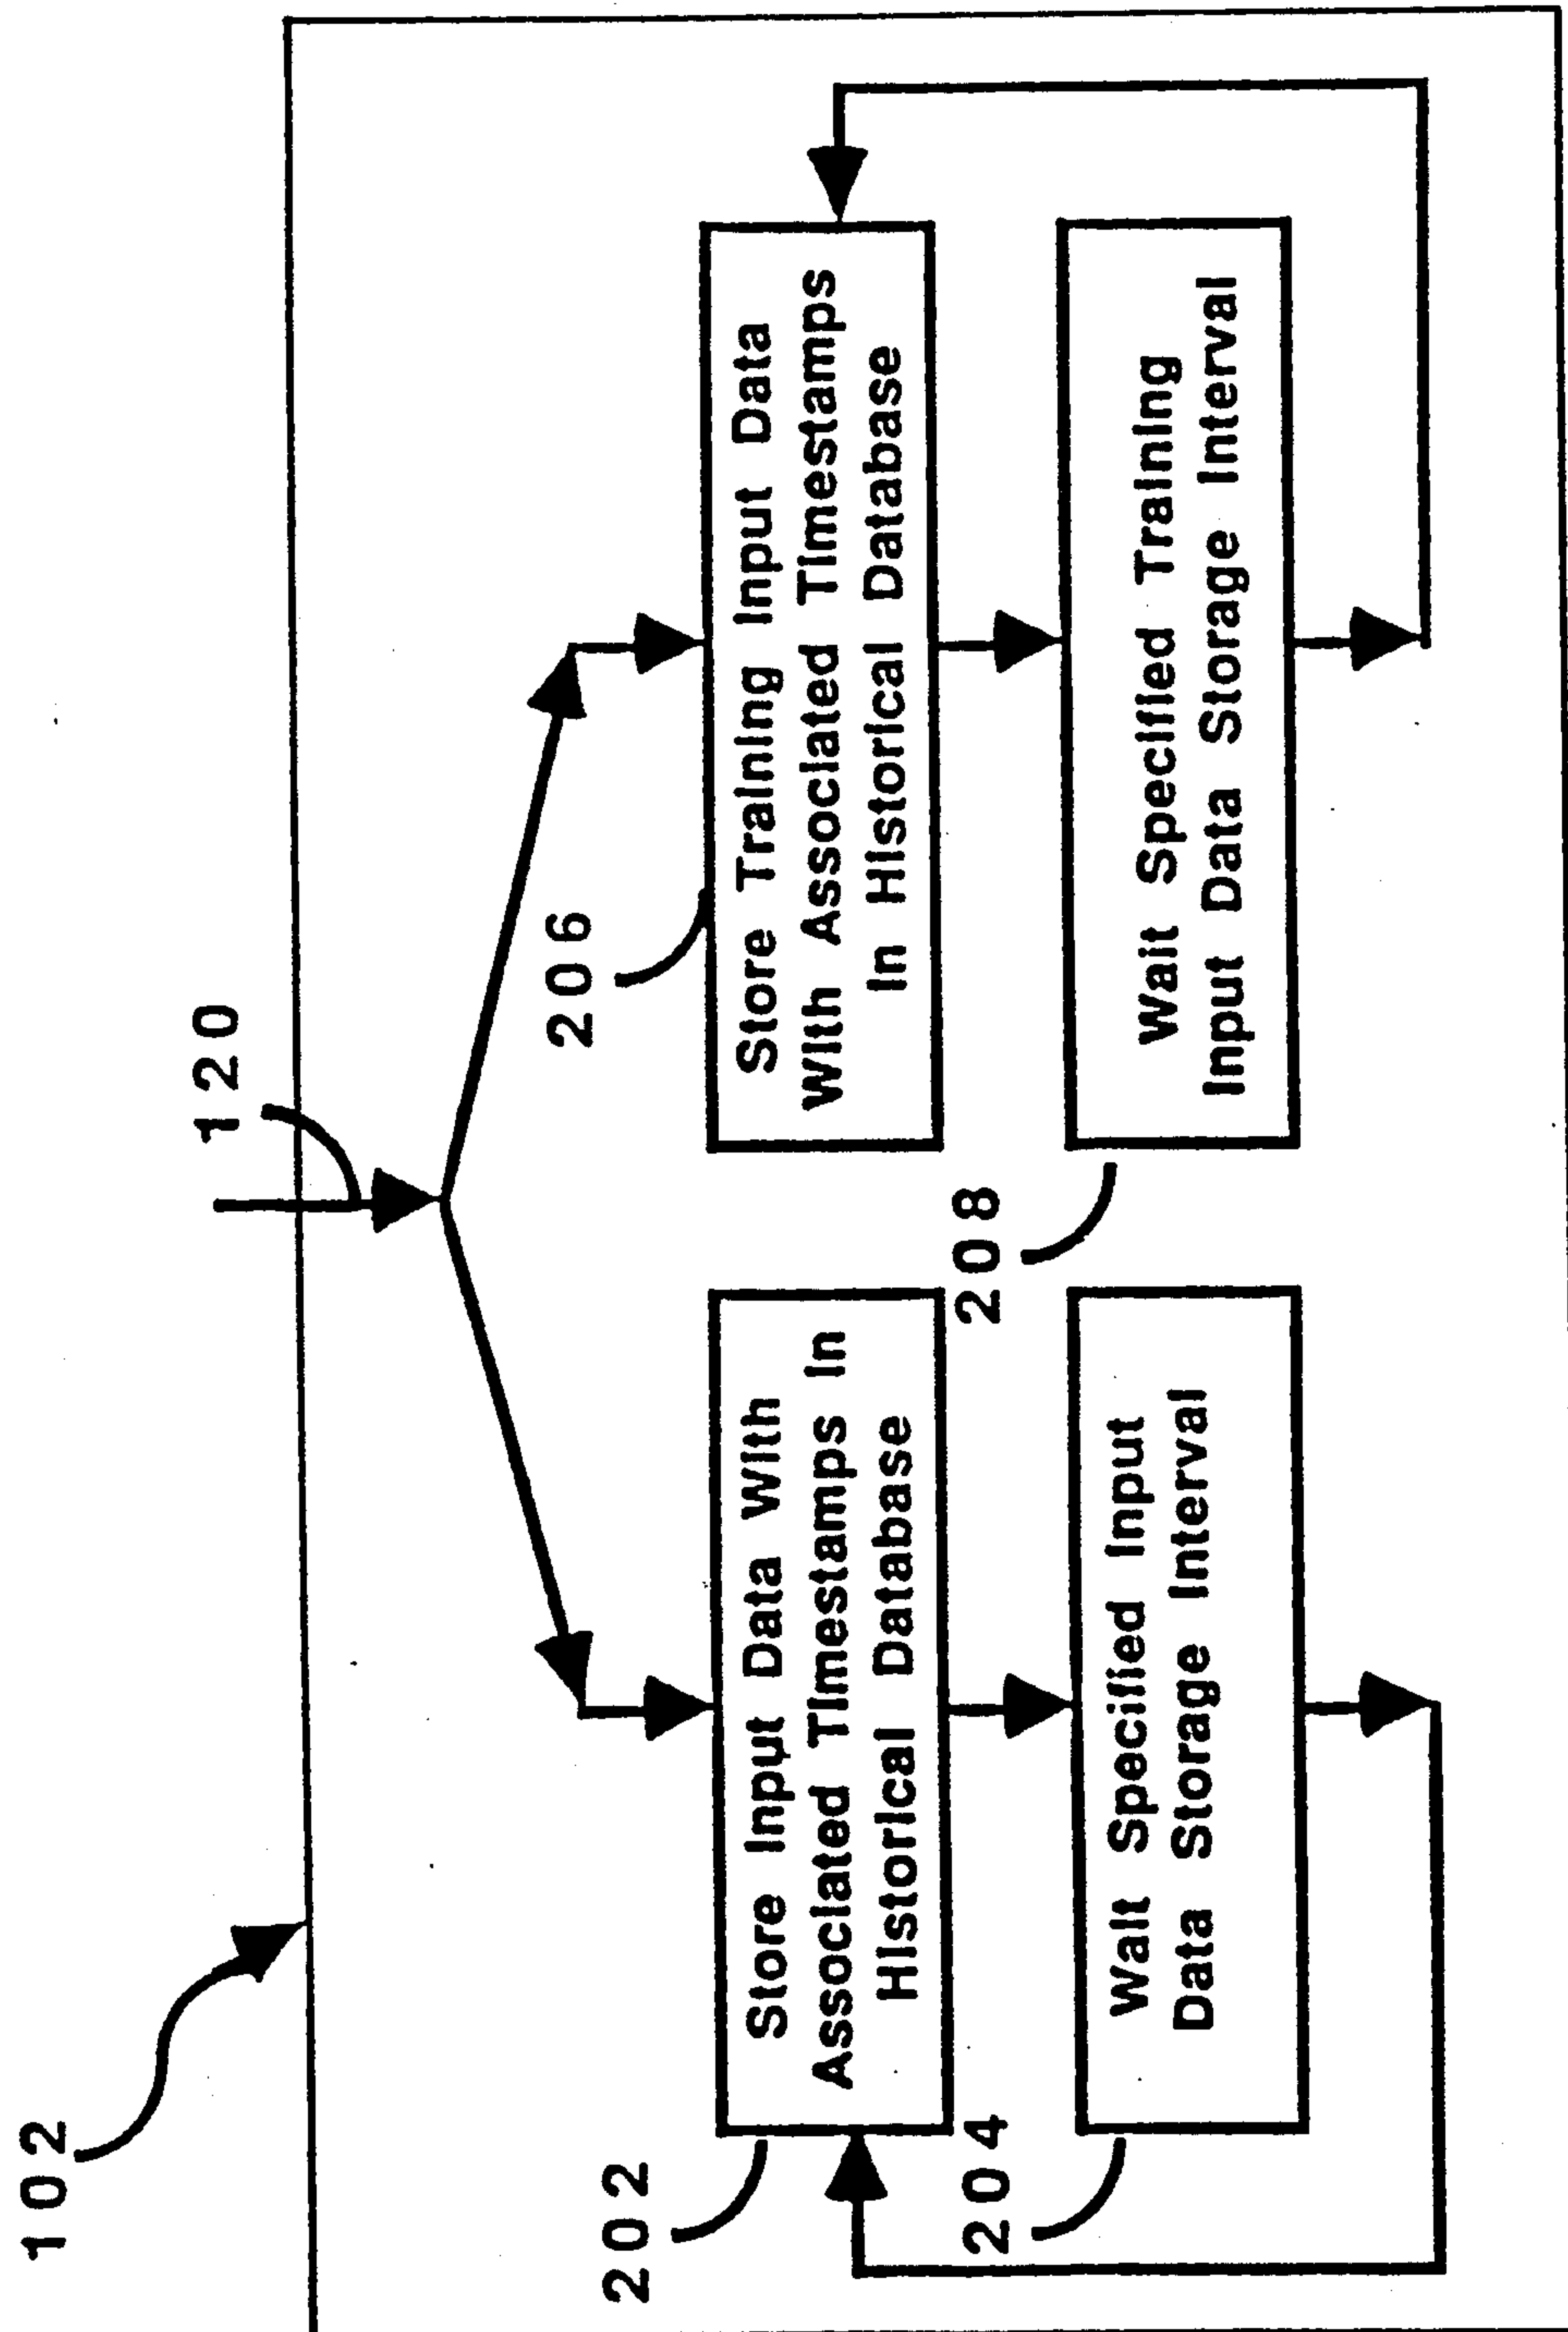 102
120
202
Store Input Data With
Associated Timestamps In
Historical Database
204
Wait Specified Input
Data Storage Interval
206
Store Training Input Data
With Associated Timestamps
In Historical Database
208
Wait Specified Training
Input Data Storage Interval